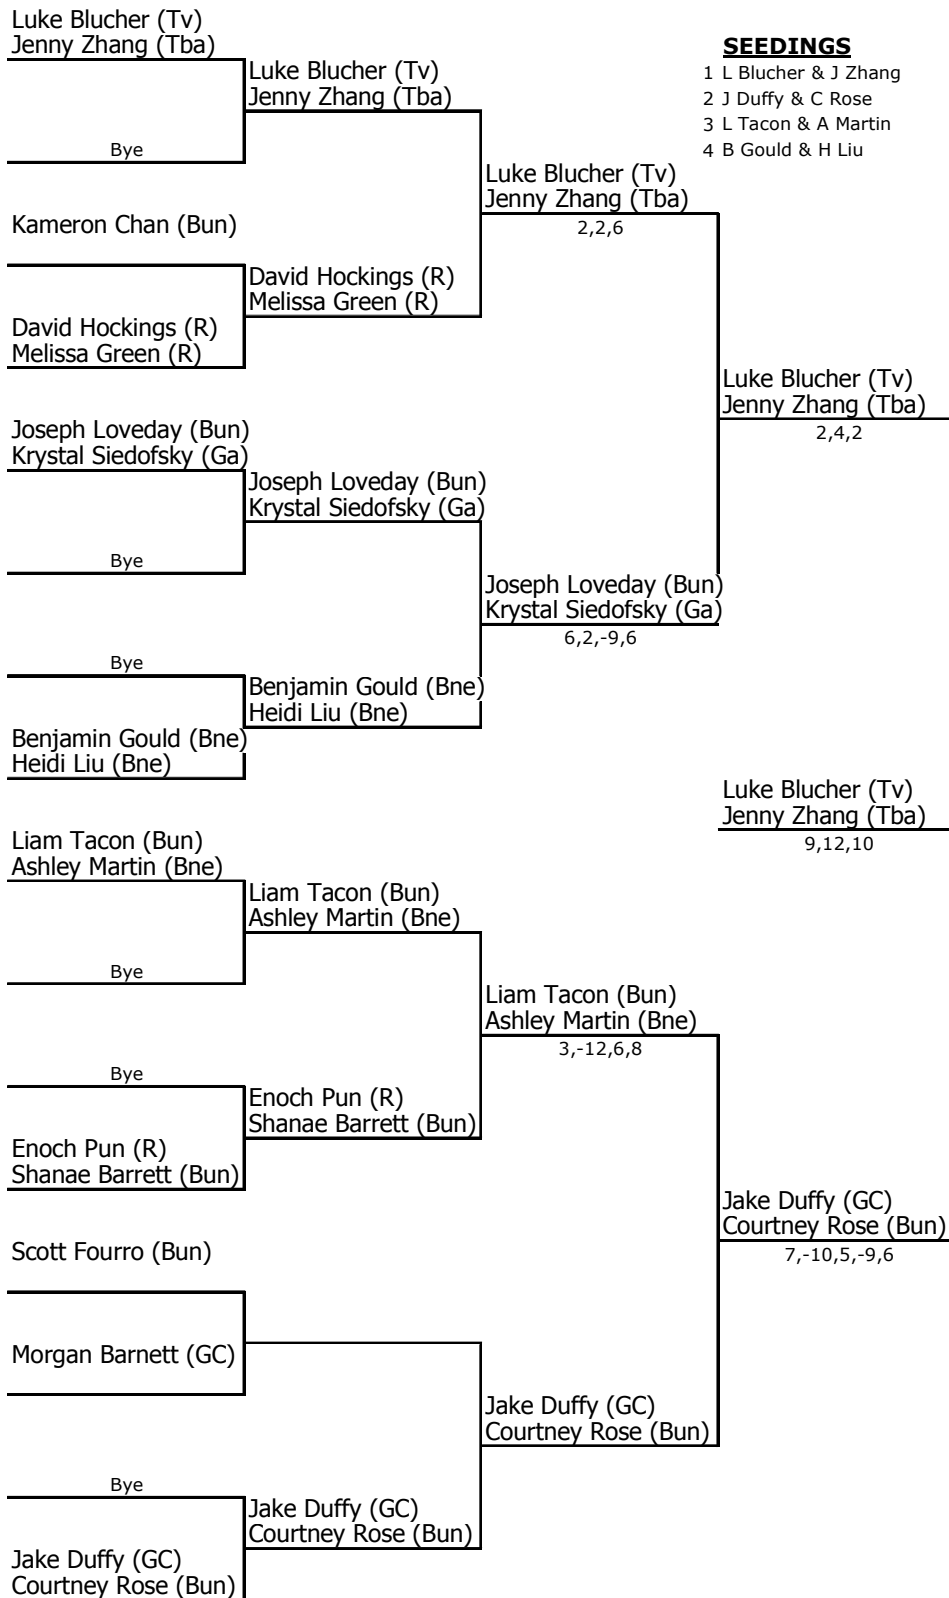 Luke Blucher (Tv)
Jenny Zhang (Tba)
Bye
Kameron Chan (Bun)
David Hockings (R)
Melissa Green (R)
Joseph Loveday (Bun)
Krystal Siedofsky (Ga)
Bye
Bye
Benjamin Gould (Bne)
Heidi Liu (Bne)
Liam Tacon (Bun)
Ashley Martin (Bne)
Bye
Bye
Enoch Pun (R)
Shanae Barrett (Bun)
Scott Fourro (Bun)
Morgan Barnett (GC)
Bye
Jake Duffy (GC)
Courtney Rose (Bun)
Luke Blucher (Tv)
Jenny Zhang (Tba)
David Hockings (R)
Melissa Green (R)
Joseph Loveday (Bun)
Krystal Siedofsky (Ga)
Benjamin Gould (Bne)
Heidi Liu (Bne)
Liam Tacon (Bun)
Ashley Martin (Bne)
Enoch Pun (R)
Shanae Barrett (Bun)
Jake Duffy (GC)
Courtney Rose (Bun)
Luke Blucher (Tv)
Jenny Zhang (Tba)
2,2,6
Joseph Loveday (Bun)
Krystal Siedofsky (Ga)
6,2,-9,6
Liam Tacon (Bun)
Ashley Martin (Bne)
3,-12,6,8
Jake Duffy (GC)
Courtney Rose (Bun)
SEEDINGS
1 L Blucher & J Zhang
2 J Duffy & C Rose
3 L Tacon & A Martin
4 B Gould & H Liu
Luke Blucher (Tv)
Jenny Zhang (Tba)
2,4,2
Luke Blucher (Tv)
Jenny Zhang (Tba)
9,12,10
Jake Duffy (GC)
Courtney Rose (Bun)
7,-10,5,-9,6